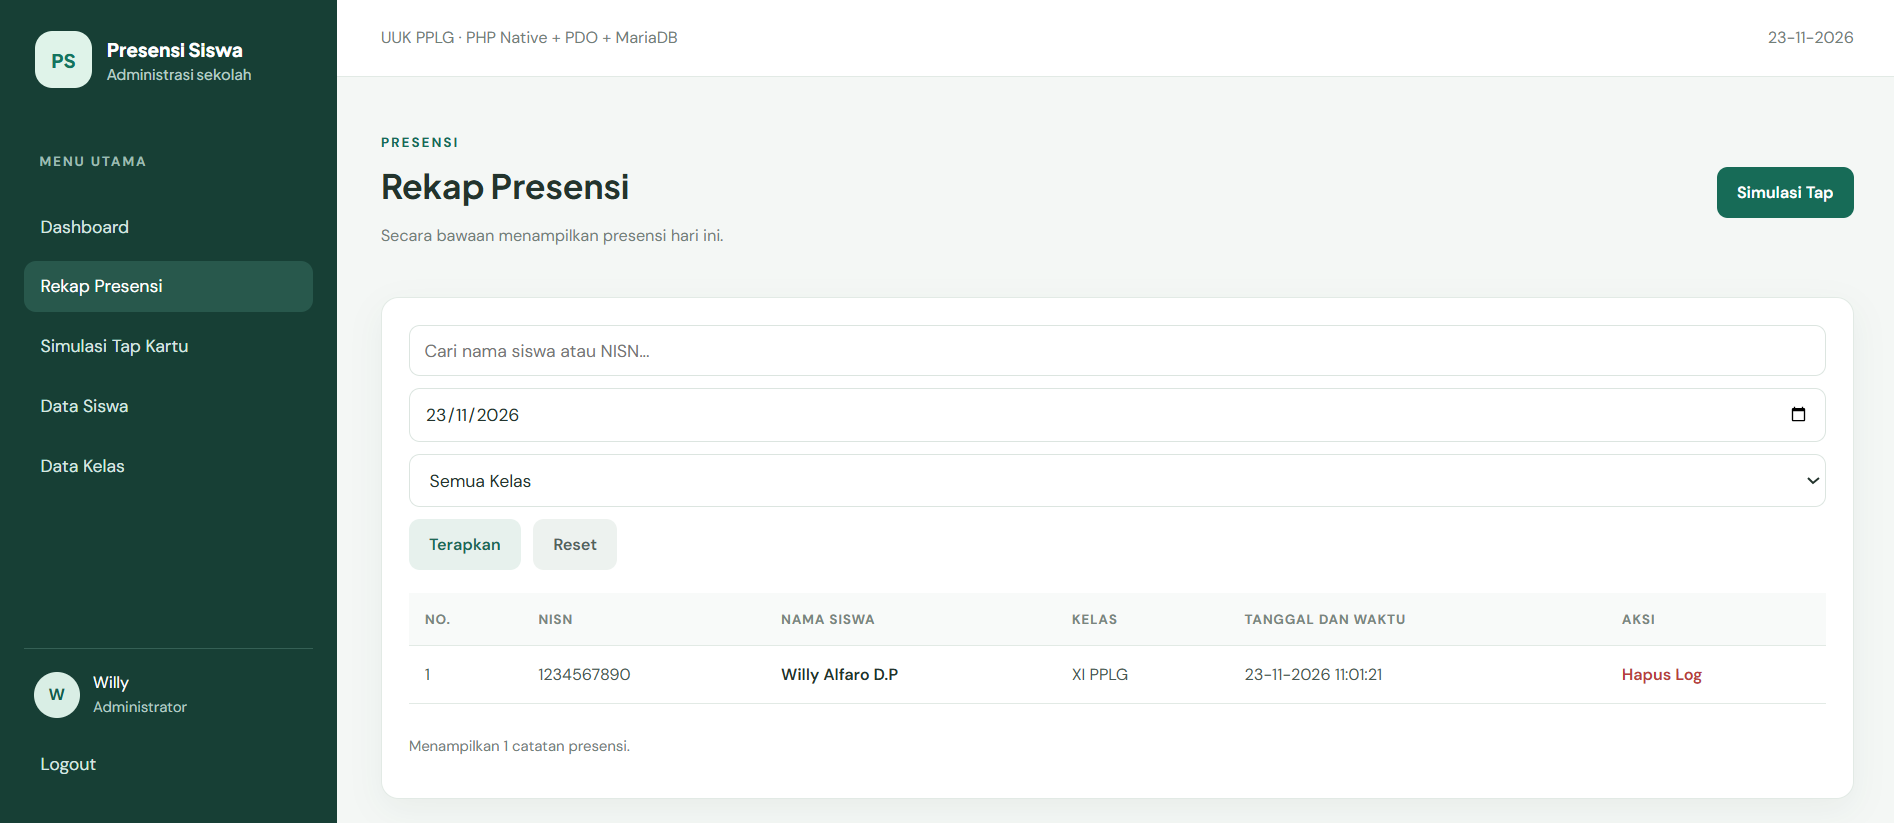 PS
Presensi Siswa
Administrasi sekolah
MENU UTAMA
Dashboard
Rekap Presensi
Simulasi Tap Kartu
Data Siswa
Data Kelas
W
Willy
Administrator
Logout
UUK PPLG · PHP Native + PDO + MariaDB
23-11-2026
PRESENSI
Rekap Presensi
Secara bawaan menampilkan presensi hari ini.
Simulasi Tap
Cari nama siswa atau NISN...
23/11/2026
Semua Kelas
Terapkan Reset
NO. NISN NAMA SISWA KELAS TANGGAL DAN WAKTU AKSI
1 1234567890 Willy Alfaro D.P XI PPLG 23-11-2026 11:01:21 Hapus Log
Menampilkan 1 catatan presensi.